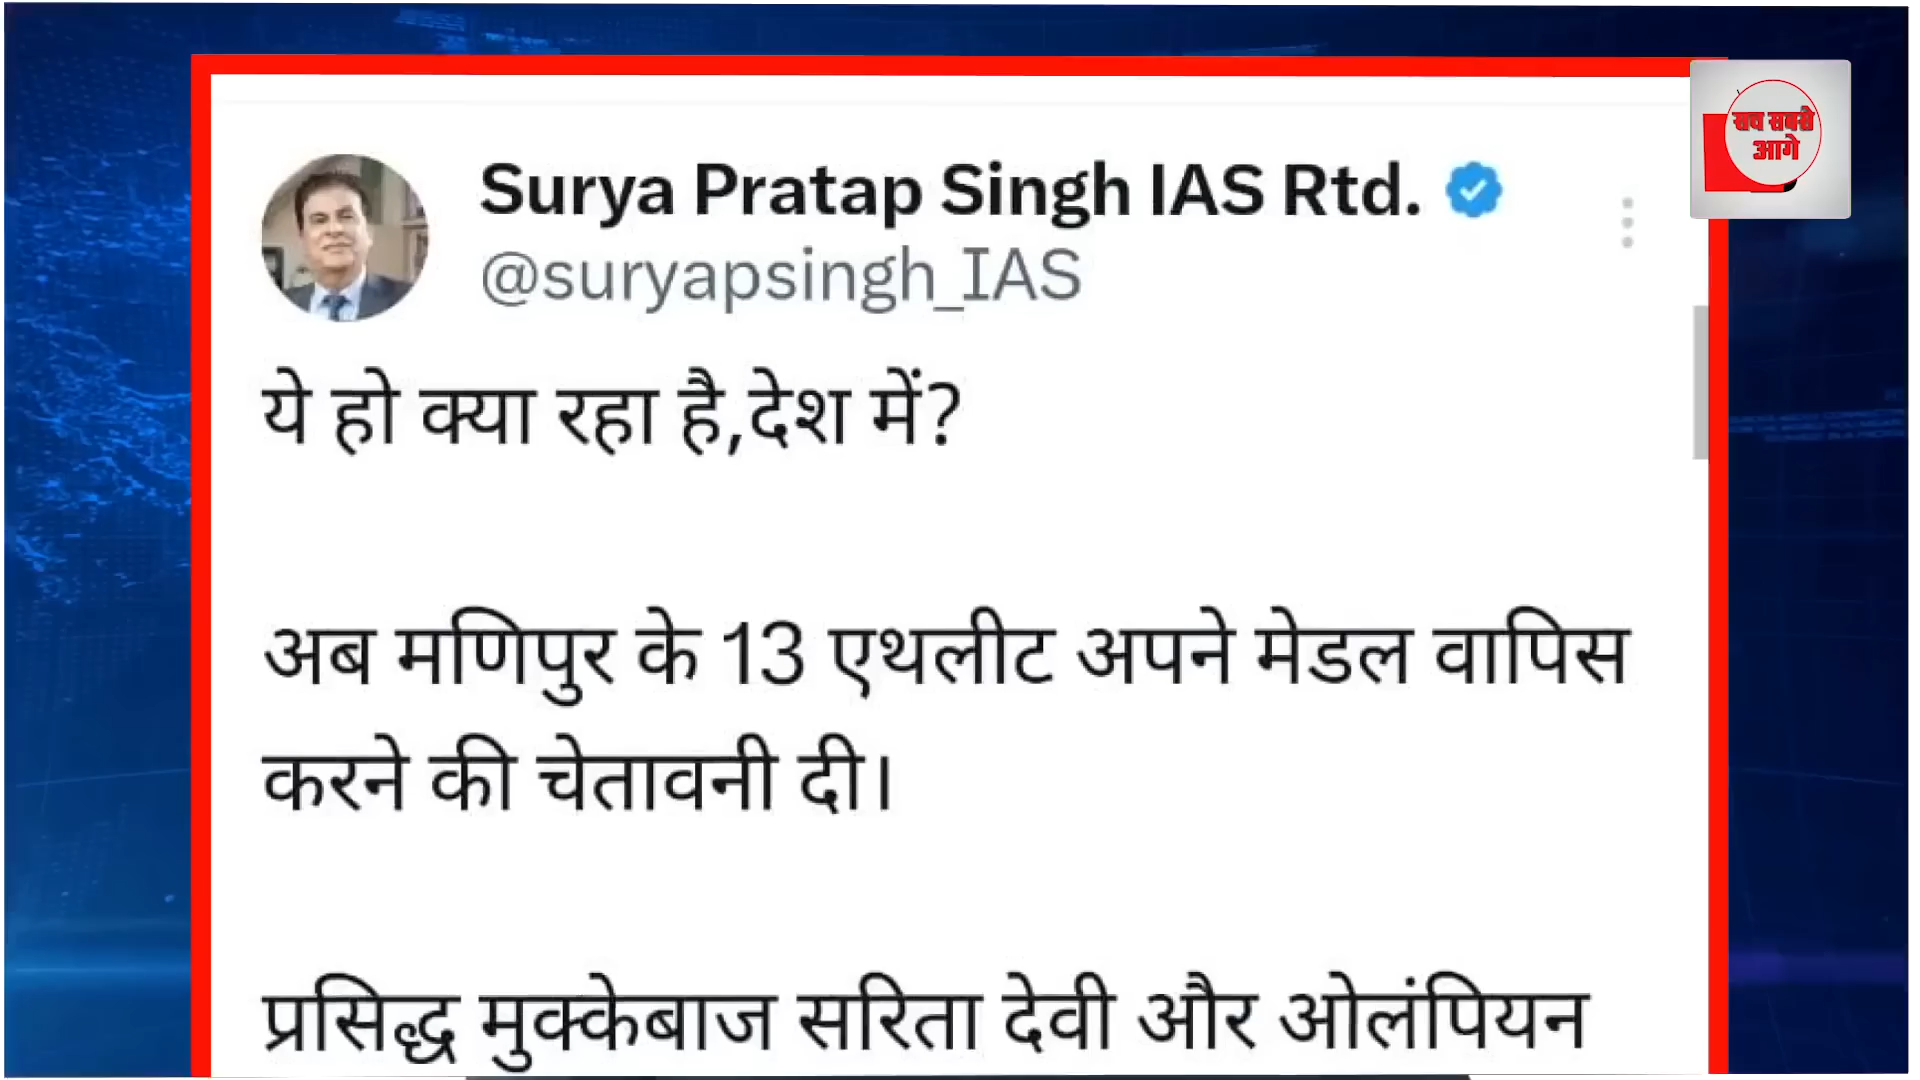 सच सबसे
आगे
Surya Pratap Singh IAS Rtd.
@suryapsingh_IAS
ये हो क्या रहा है,देश में?
अब मणिपुर के 13 एथलीट अपने मेडल वापिस
करने की चेतावनी दी।
प्रसिद्ध मुक्केबाज सरिता देवी और ओलंपियन